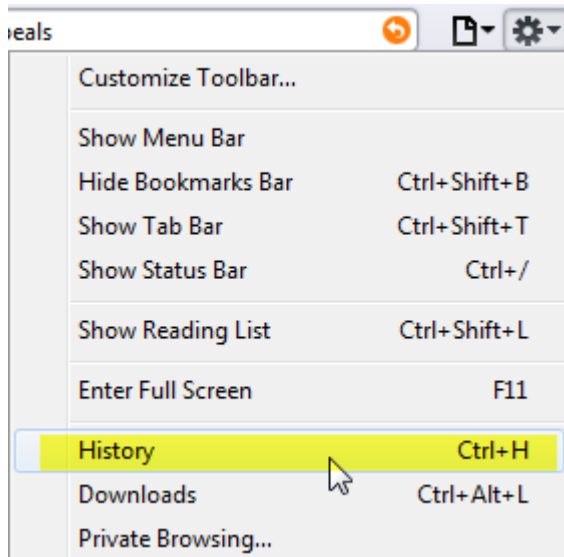 Customize Toolbar...
Show Menu Bar
Hide Bookmarks Bar Ctrl+Shift+B
Show Tab Bar Ctrl+Shift+T
Show Status Bar Ctrl+/
Show Reading List Ctrl+Shift+L
Enter Full Screen F11
History Ctrl+H
Downloads Ctrl+Alt+L
Private Browsing...